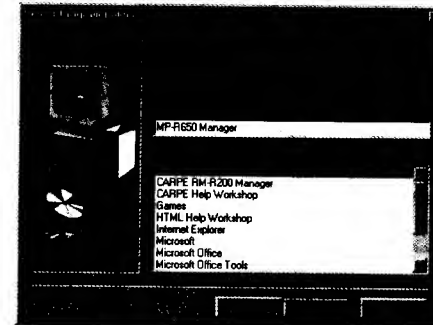 MP-R650 Manager
CARPE RM-R200 Manager
CARPE Help Workshop
Games
HTML Help Workshop
Internet Explorer
Microsoft
Microsoft Office
Microsoft Office Tools